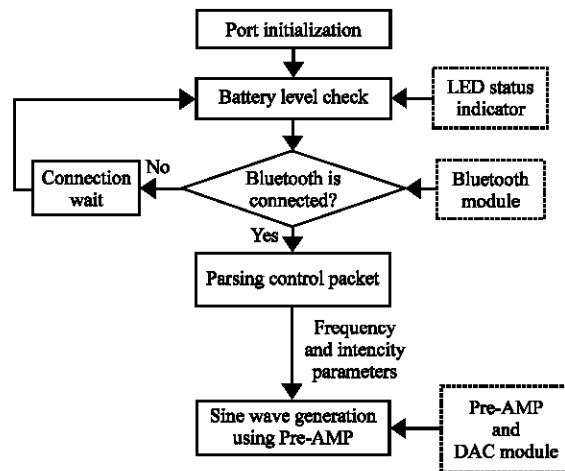 Port initialization
Battery level check
LED status
indicator
Connection
wait
No
Bluetooth is
connected?
Bluetooth
module
Yes
Parsing control packet
Frequency
and intencity
parameters
Sine wave generation
using Pre-AMP
Pre-AMP
and
DAC module